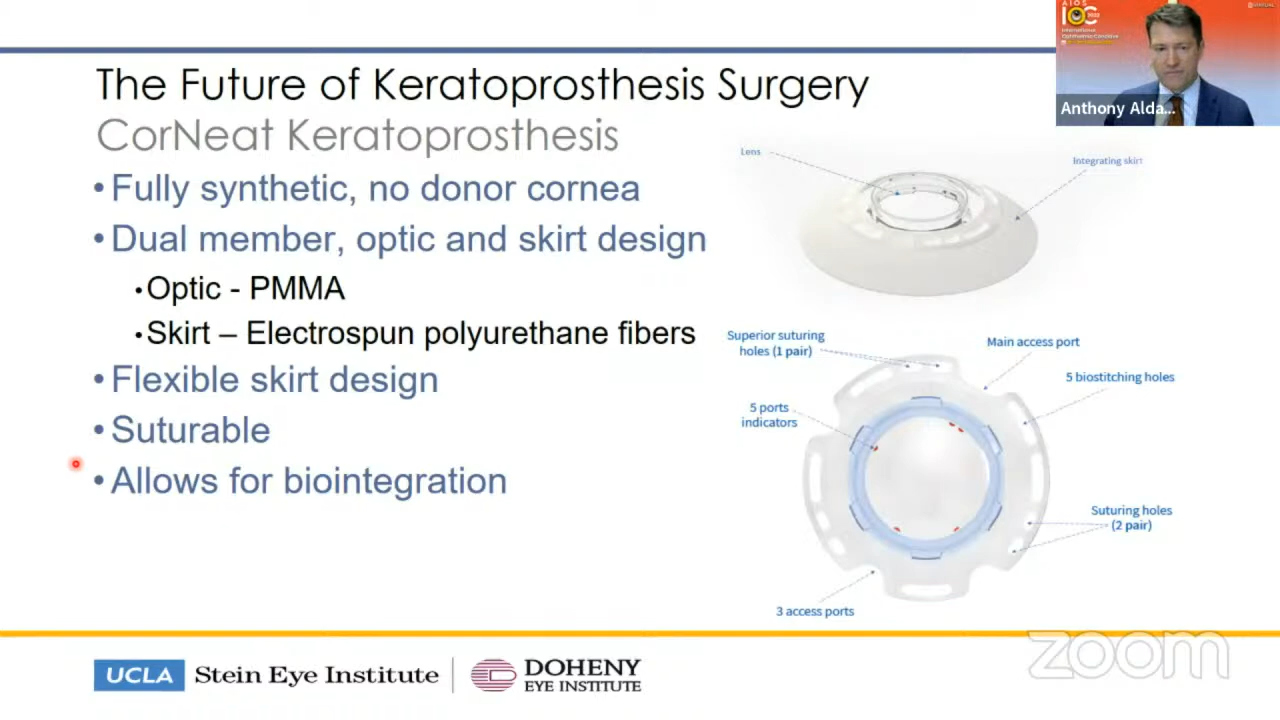 The Future of Keratoprosthesis Surgery
CorNeat Keratoprosthesis
•Fully synthetic, no donor cornea
•Dual member, optic and skirt design
•Optic - PMMA
•Skirt – Electrospun polyurethane fibers
•Flexible skirt design
•Suturable
•Allows for biointegration
Lens
Integrating skirt
Superior suturing
holes (1 pair)
Main access port
5 biostitching holes
5 ports
indicators
Suturing holes
(2 pair)
3 access ports
AIOS
IOC
International
Anthony Alda...
UCLA Stein Eye Institute
DOHENY
EYE INSTITUTE
zoom